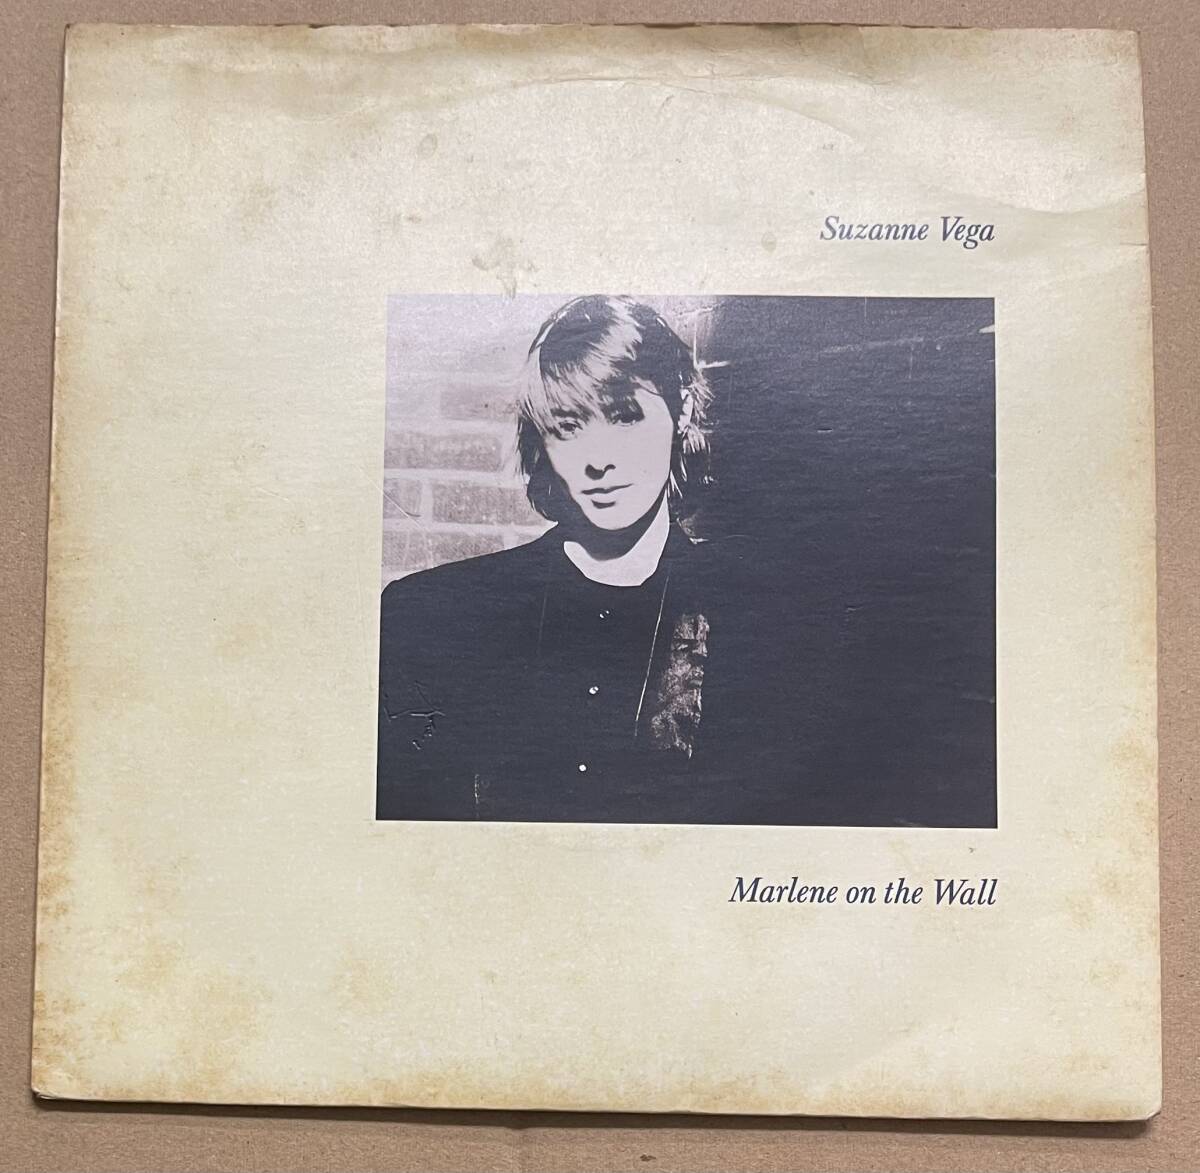 Suzanne Vega
Marlene on the Wall